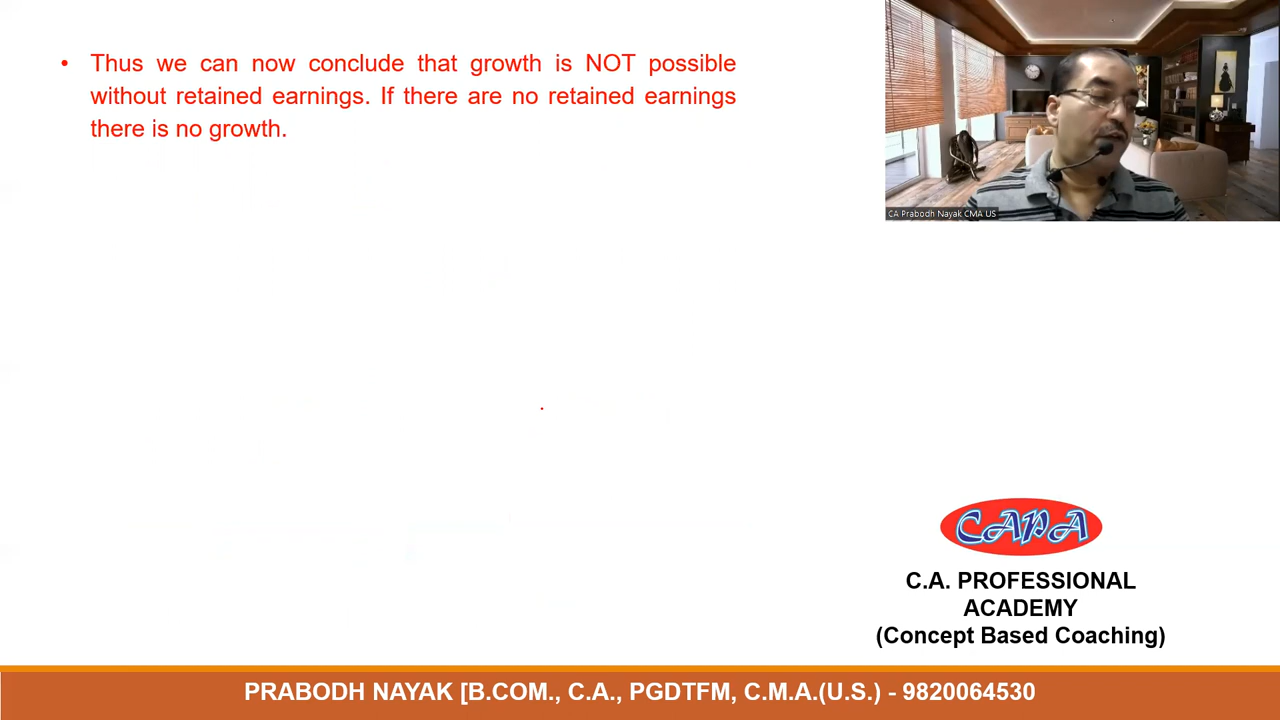 • Thus we can now conclude that growth is NOT possible
without retained earnings. If there are no retained earnings
there is no growth.
CA Prabodh Nayak CMA US
CAPA
C.A. PROFESSIONAL
ACADEMY
(Concept Based Coaching)
PRABODH NAYAK [B.COM., C.A., PGDTFM, C.M.A.(U.S.) - 9820064530